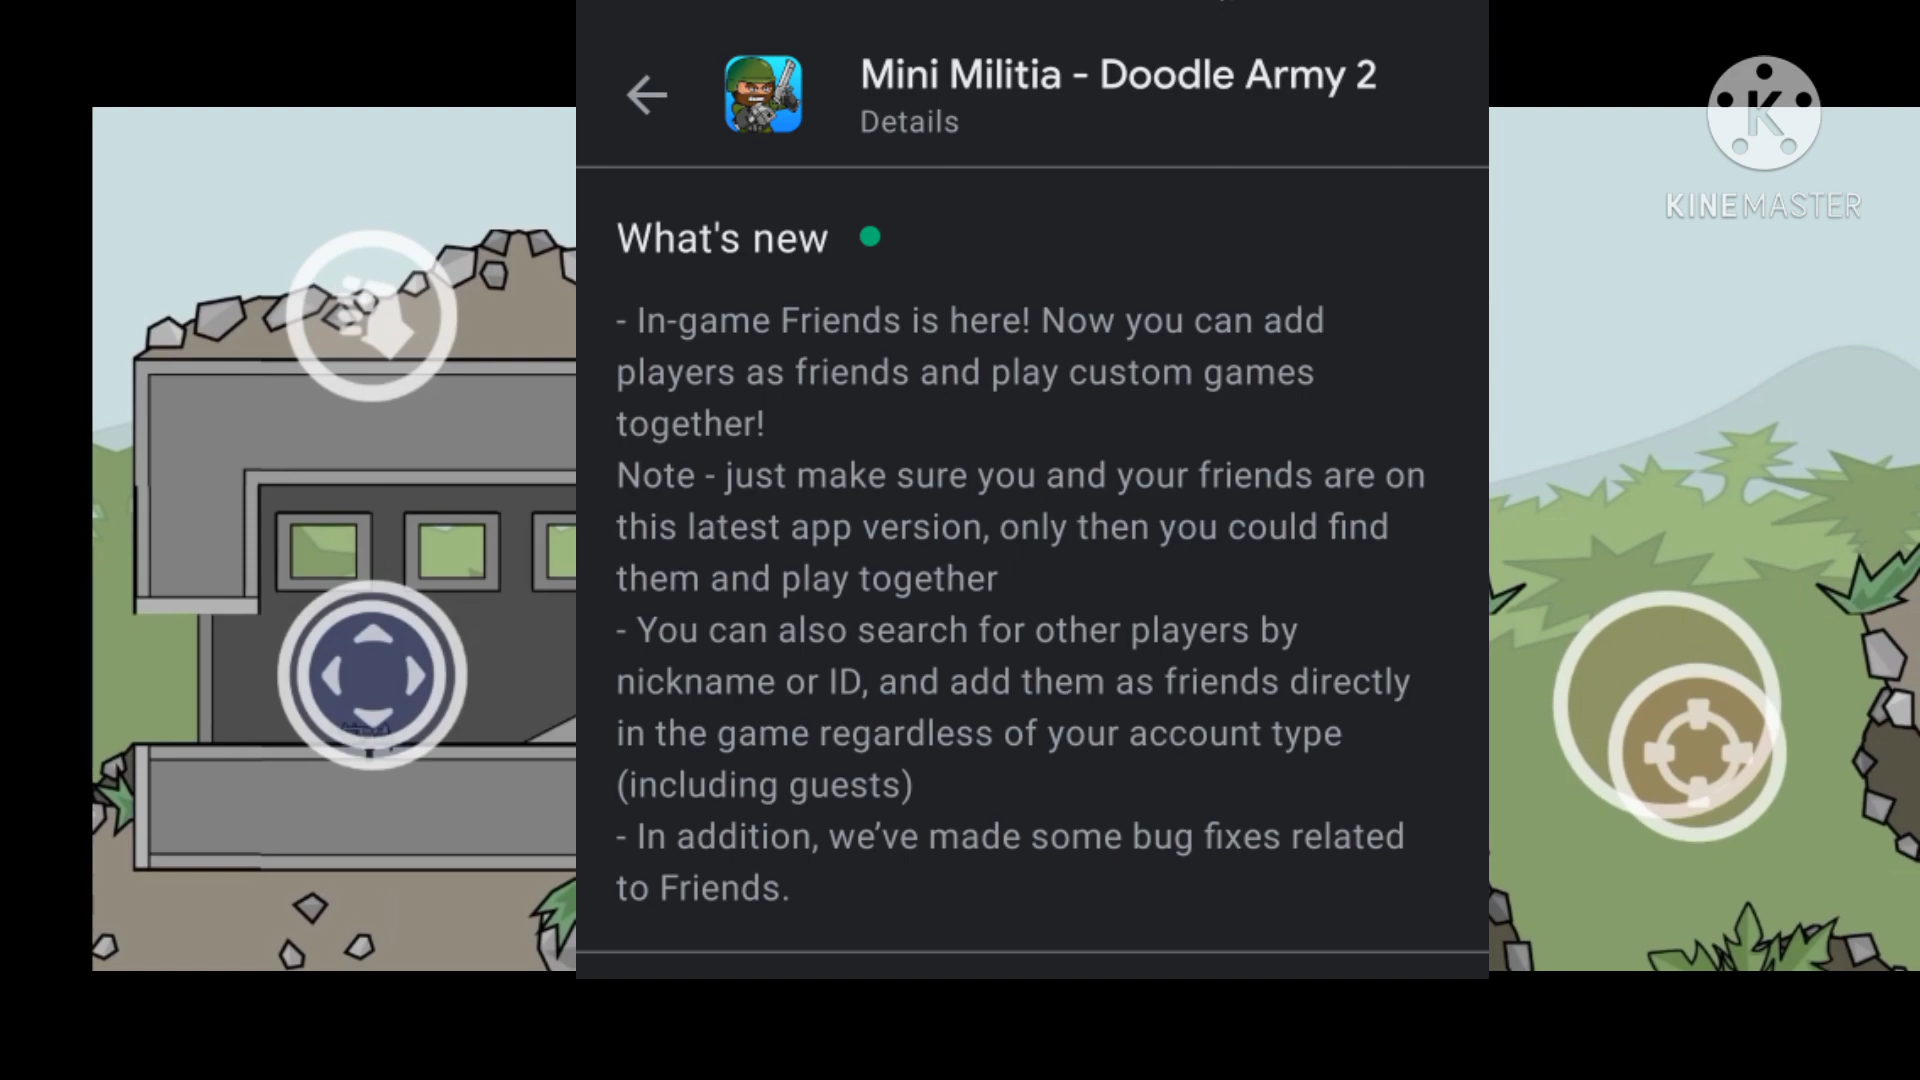 Mini Militia - Doodle Army 2
Details
K
KINEMASTER
What's new
- In-game Friends is here! Now you can add
players as friends and play custom games
together!
Note - just make sure you and your friends are on
this latest app version, only then you could find
them and play together
- You can also search for other players by
nickname or ID, and add them as friends directly
in the game regardless of your account type
(including guests)
- In addition, we’ve made some bug fixes related
to Friends.